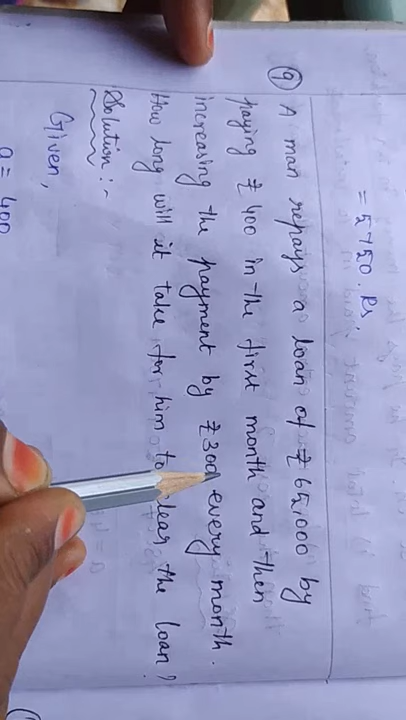 = 5750. Rs
9 A man repays a loan of ₹ 65,000 by
paying ₹ 400 in the first month and then
increasing the payment by ₹300 every month.
How long will it take for him to clear the loan?
Solution :-
Given,
a = 400